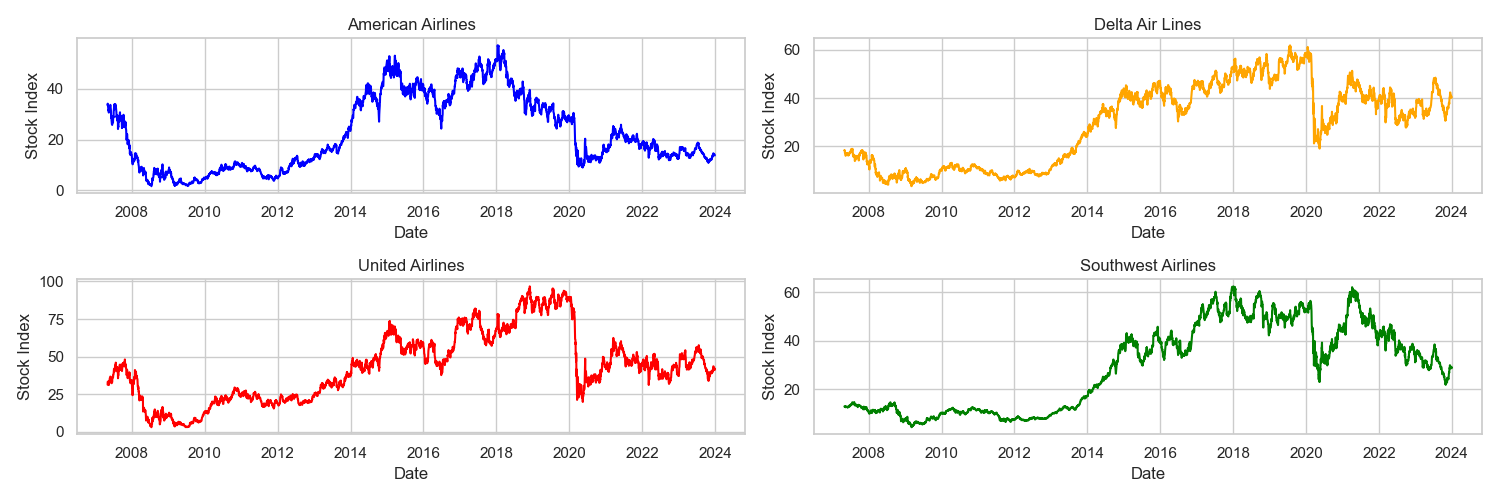 American Airlines
Stock Index
40
20
0
2008 2010 2012 2014 2016 2018 2020 2022 2024
Date
Delta Air Lines
Stock Index
60
40
20
2008 2010 2012 2014 2016 2018 2020 2022 2024
Date
United Airlines
Stock Index
100
75
50
25
0
2008 2010 2012 2014 2016 2018 2020 2022 2024
Date
Southwest Airlines
Stock Index
60
40
20
2008 2010 2012 2014 2016 2018 2020 2022 2024
Date